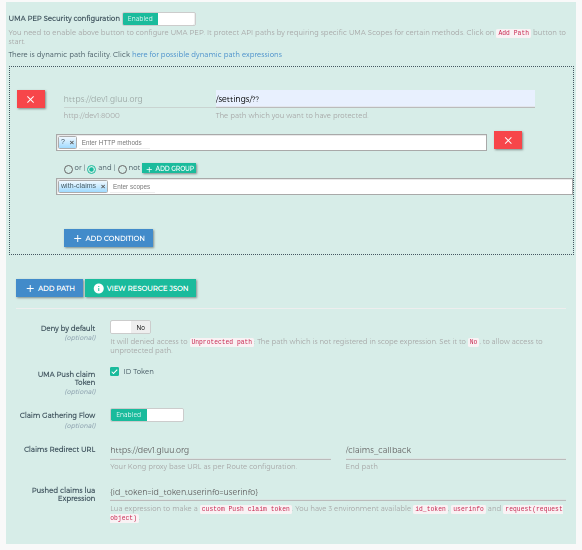 UMA PEP Security configuration Enabled
You need to enable above button to configure UMA PEP. It protect API paths by requiring specific UMA Scopes for certain methods. Click on Add Path button to
start.
There is dynamic path facility. Click here for possible dynamic path expressions
https://dev1.gluu.org /settings/??
http://dev1:8000 The path which you want to have protected.
? × Enter HTTP methods
or | and | not + ADD GROUP
with-claims × Enter scopes
+ ADD CONDITION
+ ADD PATH VIEW RESOURCE JSON
Deny by default No
(optional) It will denied access to Unprotected path. The path which is not registered in scope expression. Set it to No, to allow access to
unprotected path.
UMA Push claim ID Token
Token
(optional)
Claim Gathering Flow Enabled
(optional)
Claims Redirect URL https://dev1.gluu.org /claims_callback
Your Kong proxy base URL as per Route configuration. End path.
Pushed claims lua {id_token=id_token,userinfo=userinfo}
Expression
Lua expression to make a custom Push claim token. You have 3 environment available id_token userinfo and request(request
object).